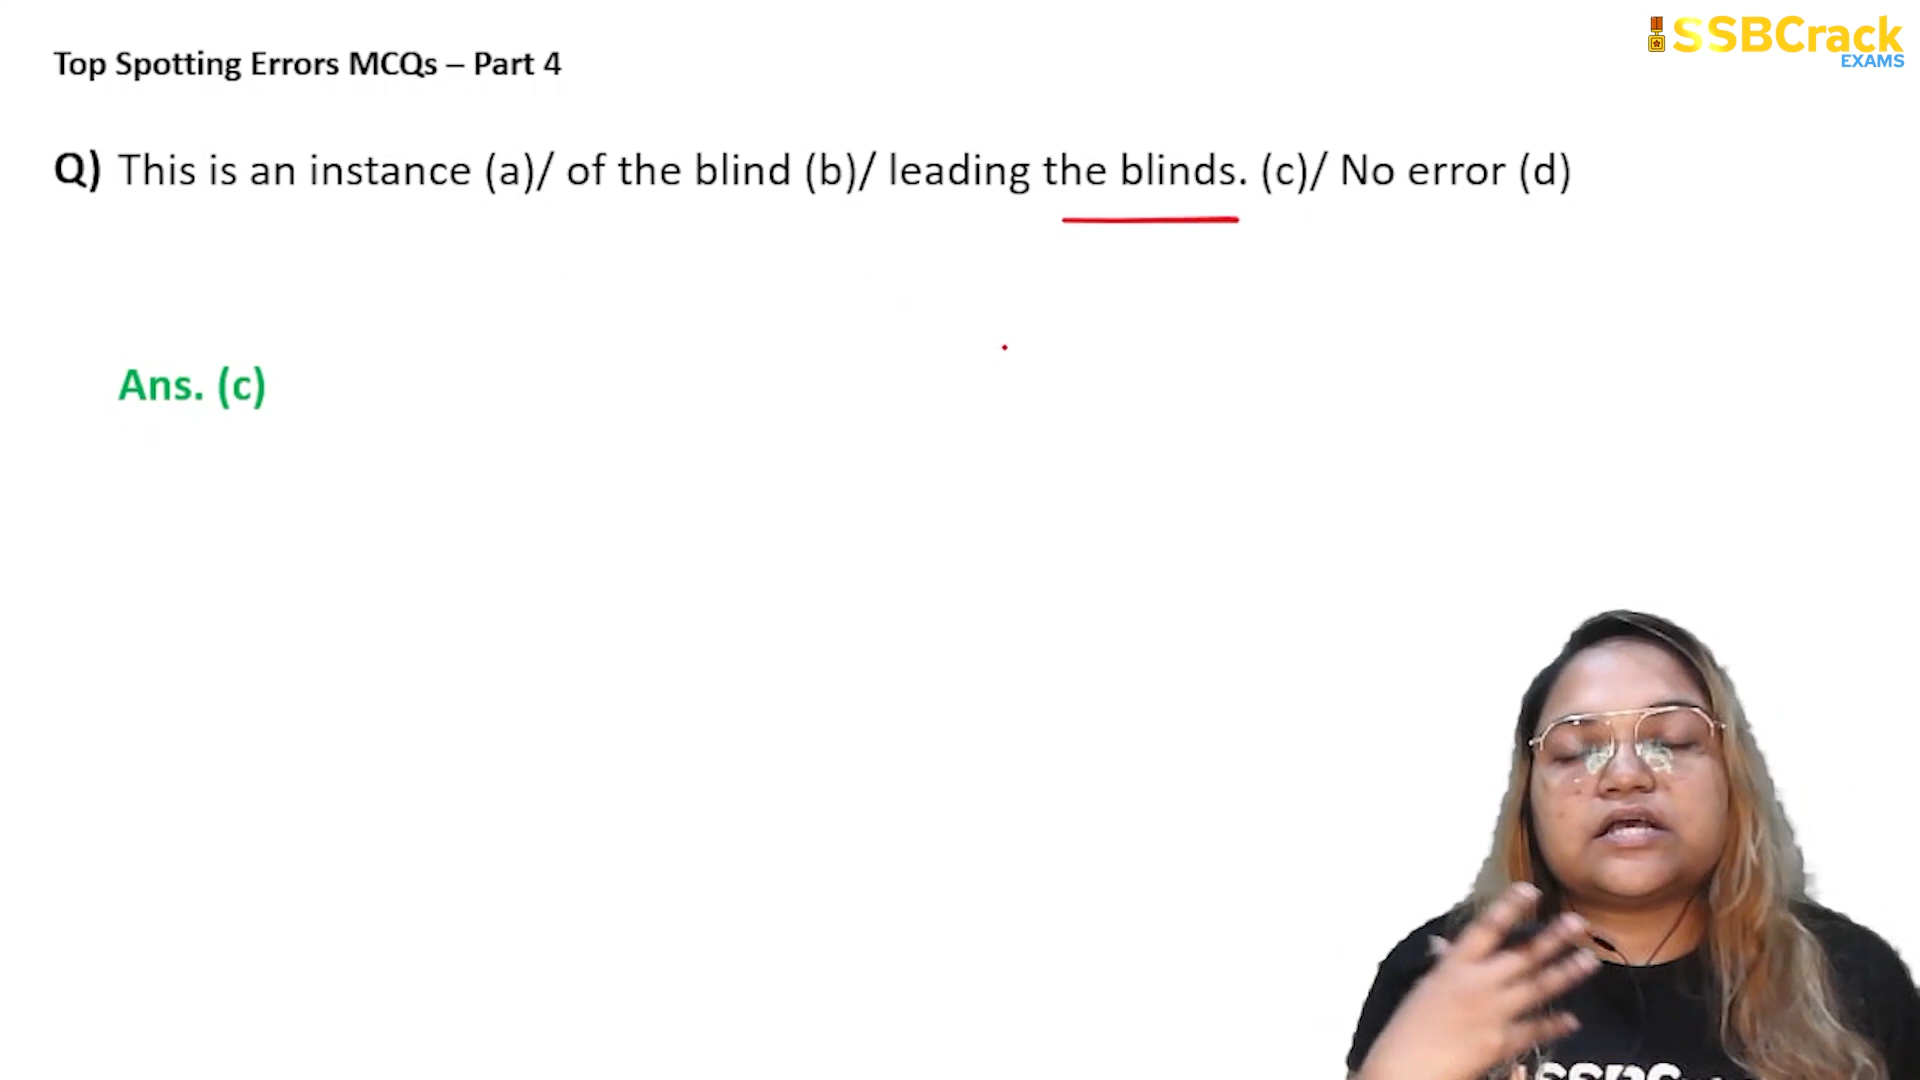 SSBCrack
EXAMS
Top Spotting Errors MCQs – Part 4
Q) This is an instance (a)/ of the blind (b)/ leading the blinds. (c)/ No error (d)
Ans. (c)